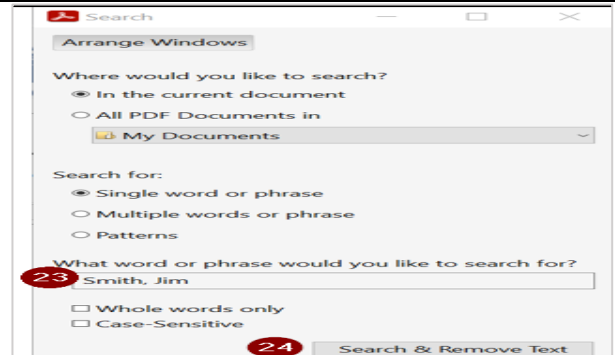 Search
Arrange Windows
Where would you like to search?
In the current document
All PDF Documents in
My Documents
Search for:
Single word or phrase
Multiple words or phrase
Patterns
What word or phrase would you like to search for?
23 Smith, Jim
Whole words only
Case-Sensitive
24 Search & Remove Text